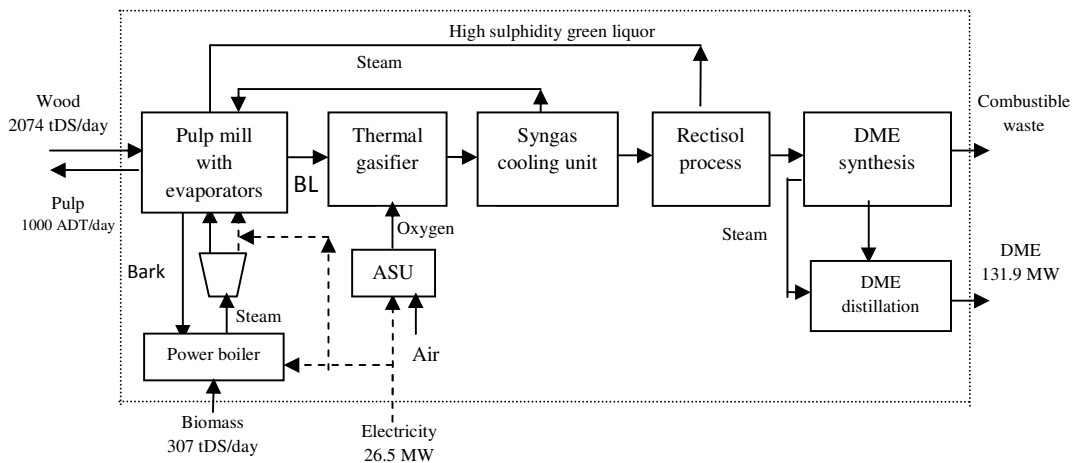 High sulphidity green liquor
Steam
Wood
2074 tDS/day
Pulp mill
with
evaporators
BL
Thermal
gasifier
Syngas
cooling unit
Rectisol
process
DME
synthesis
Combustible
waste
Pulp
1000 ADT/day
Oxygen
Steam
Bark
ASU
DME
distillation
DME
131.9 MW
Steam
Power boiler
Air
Biomass
307 tDS/day
Electricity
26.5 MW